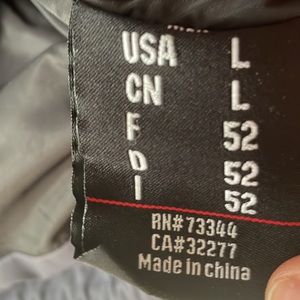 USA L
CN L
F 52
D 52
I 52
RN#73344
CA#32277
Made in china